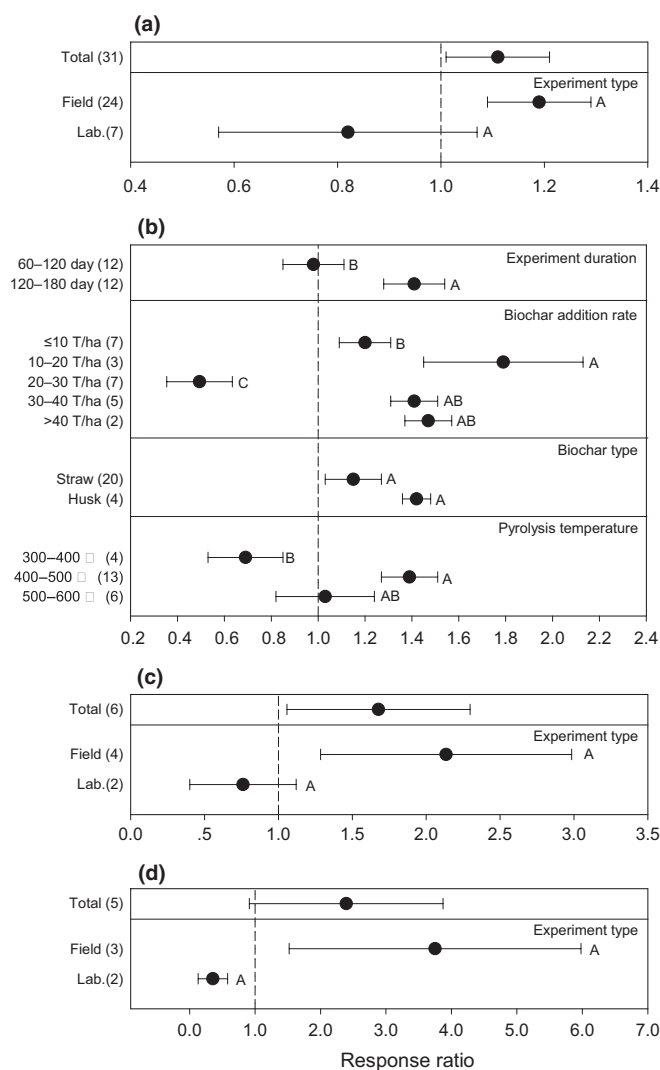 (a)
Total (31)
Experiment type
Field (24)
A
Lab.(7)
A
0.4 0.6 0.8 1.0 1.2 1.4
(b)
60–120 day (12)
B
Experiment duration
120–180 day (12)
A
Biochar addition rate
≤10 T/ha (7)
B
10–20 T/ha (3)
A
20–30 T/ha (7)
C
30–40 T/ha (5)
AB
>40 T/ha (2)
AB
Biochar type
Straw (20)
A
Husk (4)
A
Pyrolysis temperature
300–400 □ (4)
B
400–500 □ (13)
A
500–600 □ (6)
AB
0.2 0.4 0.6 0.8 1.0 1.2 1.4 1.6 1.8 2.0 2.2 2.4
(c)
Total (6)
Experiment type
Field (4)
A
Lab.(2)
A
0.0 .5 1.0 1.5 2.0 2.5 3.0 3.5
(d)
Total (5)
Experiment type
Field (3)
A
Lab.(2)
A
0.0 1.0 2.0 3.0 4.0 5.0 6.0 7.0
Response ratio